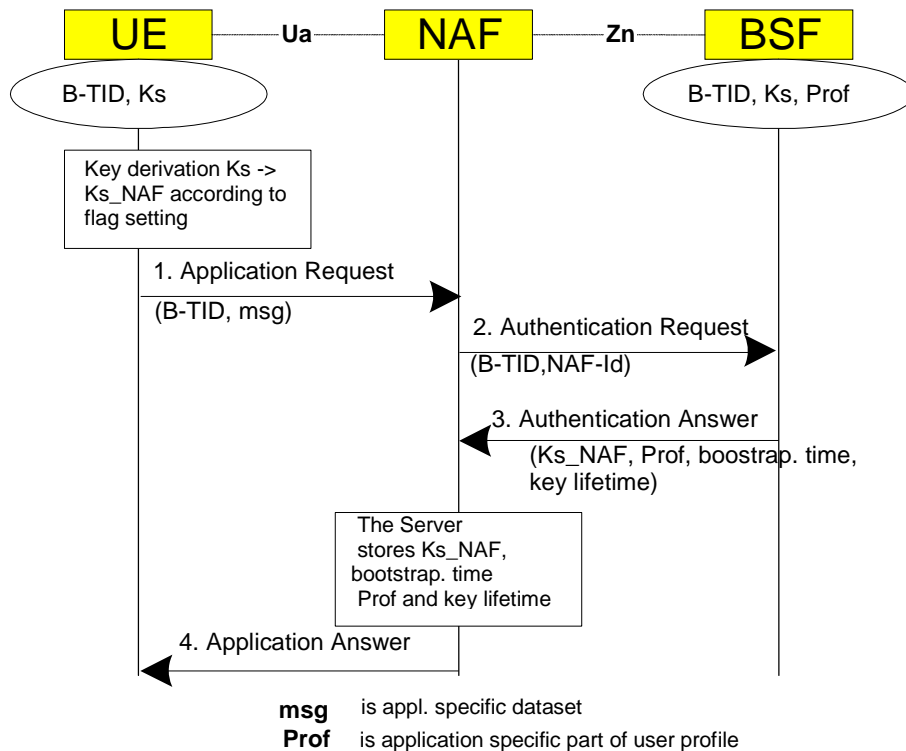 UE
Ua
NAF
Zn
BSF
B-TID, Ks
B-TID, Ks, Prof
Key derivation Ks ->
Ks_NAF according to
flag setting
1. Application Request
(B-TID, msg)
2. Authentication Request
(B-TID,NAF-Id)
3. Authentication Answer
(Ks_NAF, Prof, boostrap. time,
key lifetime)
The Server
stores Ks_NAF,
bootstrap. time
Prof and key lifetime
4. Application Answer
msg is appl. specific dataset
Prof is application specific part of user profile